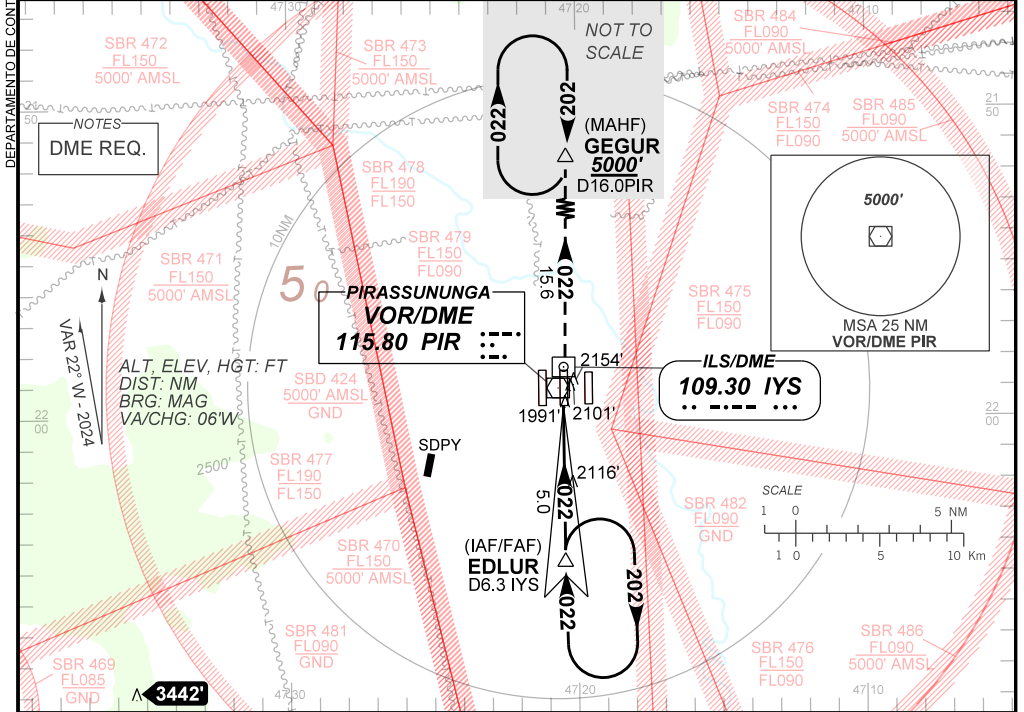 DEPARTAMENTO DE CONT
47 30
47 20
47 10
SBR 472
FL150
5000' AMSL
SBR 473
FL150
5000' AMSL
NOT TO
SCALE
SBR 484
FL090
5000' AMSL
21
50
NOTES
DME REQ.
022
202
(MAHF)
GEGUR
5000'
D16.0PIR
SBR 474
FL150
FL090
SBR 485
FL090
5000' AMSL
21
50
SBR 478
FL190
FL150
5000'
MSA 25 NM
VOR/DME PIR
10NM
SBR 479
FL150
FL090
SBR 471
FL150
5000' AMSL
5 0
022
15.6
SBR 475
FL150
FL090
N
VAR 22° W - 2024
PIRASSUNUNGA
VOR/DME
115.80 PIR
ALT, ELEV, HGT: FT
DIST: NM
BRG: MAG
VA/CHG: 06'W
SBD 424
5000' AMSL
GND
2154'
1991'
2101'
ILS/DME
109.30 IYS
22
00
22
00
SDPY
2500'
SBR 477
FL190
FL150
2116'
022
5.0
SBR 482
FL090
GND
SCALE
1 0 5 NM
1 0 5 10 Km
SBR 470
FL150
5000' AMSL
(IAF/FAF)
EDLUR
D6.3 IYS
022
202
SBR 481
FL090
GND
SBR 476
FL150
FL090
SBR 486
FL090
5000' AMSL
SBR 469
FL085
GND
3442'
47 30
47 20
47 10